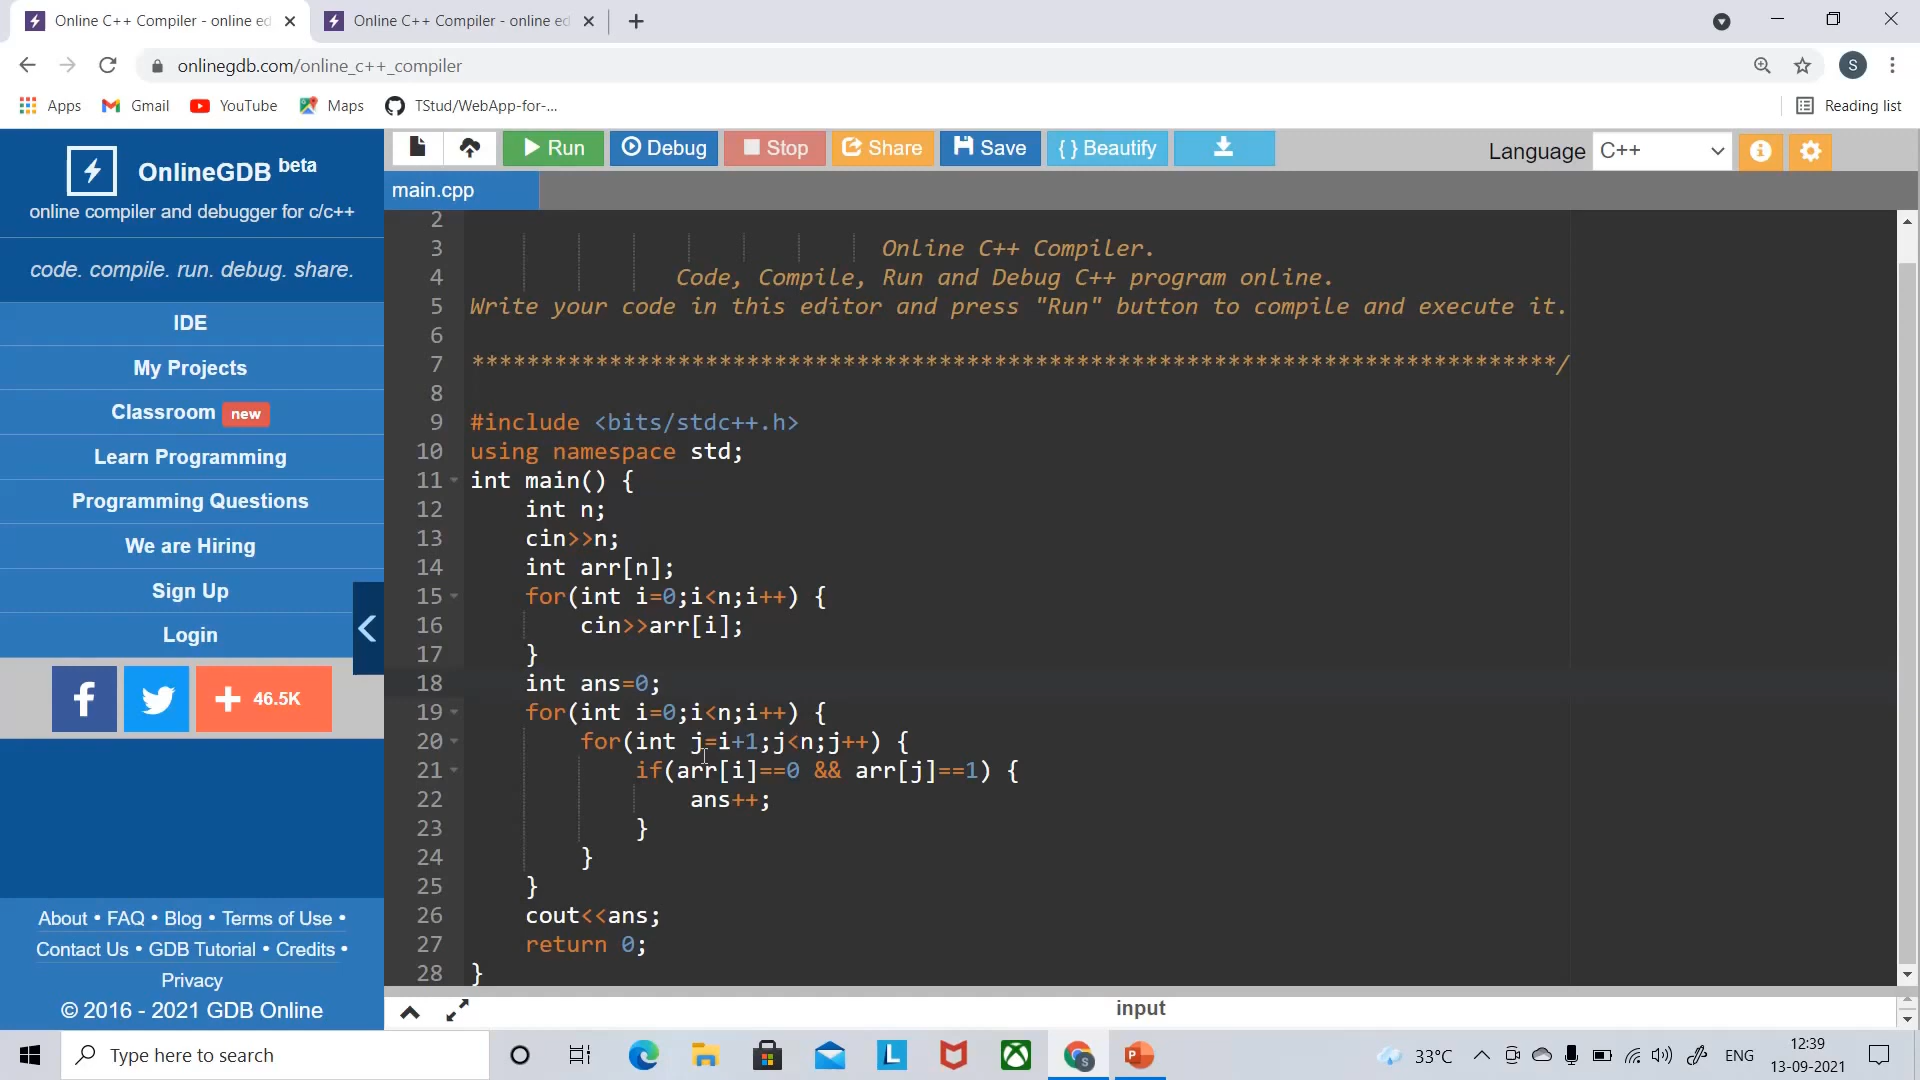 Online C++ Compiler - online ed
Online C++ Compiler - online ed
onlinegdb.com/online_c++_compiler
S
Apps
Gmail
YouTube
Maps
TStud/WebApp-for-...
Reading list
OnlineGDB beta
online compiler and debugger for c/c++
code. compile. run. debug. share.
IDE
My Projects
Classroom new
Learn Programming
Programming Questions
We are Hiring
Sign Up
Login
46.5K
About • FAQ • Blog • Terms of Use •
Contact Us • GDB Tutorial • Credits •
Privacy
© 2016 - 2021 GDB Online
Run
Debug
Stop
Share
Save
{ } Beautify
Language C++
main.cpp
2
3 Online C++ Compiler.
4 Code, Compile, Run and Debug C++ program online.
5 Write your code in this editor and press "Run" button to compile and execute it.
6
7 *******************************************************************************/
8
9 #include <bits/stdc++.h>
10 using namespace std;
11 int main() {
12 int n;
13 cin>>n;
14 int arr[n];
15 for(int i=0;i<n;i++) {
16 cin>>arr[i];
17 }
18 int ans=0;
19 for(int i=0;i<n;i++) {
20 for(int j=i+1;j<n;j++) {
21 if(arr[i]==0 && arr[j]==1) {
22 ans++;
23 }
24 }
25 }
26 cout<<ans;
27 return 0;
28 }
input
Type here to search
33°C
ENG
12:39
13-09-2021